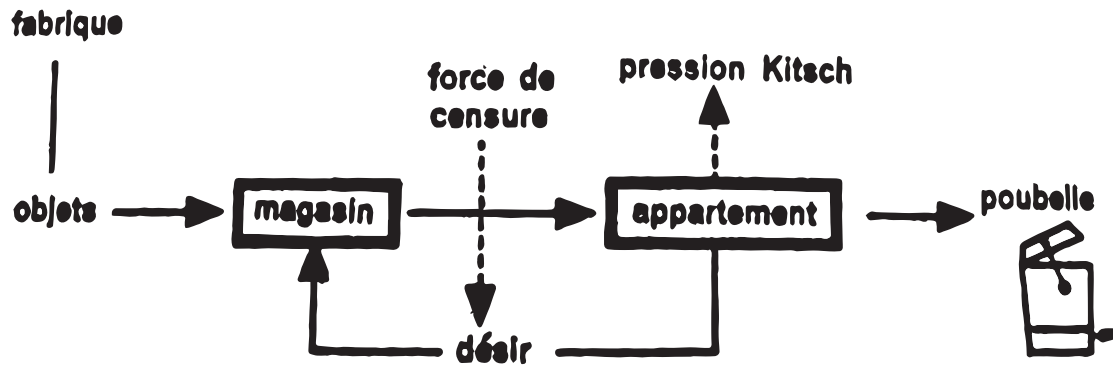 fabrique
force de
censure
pression Kitsch
objets
magasin
appartement
poubelle
désir